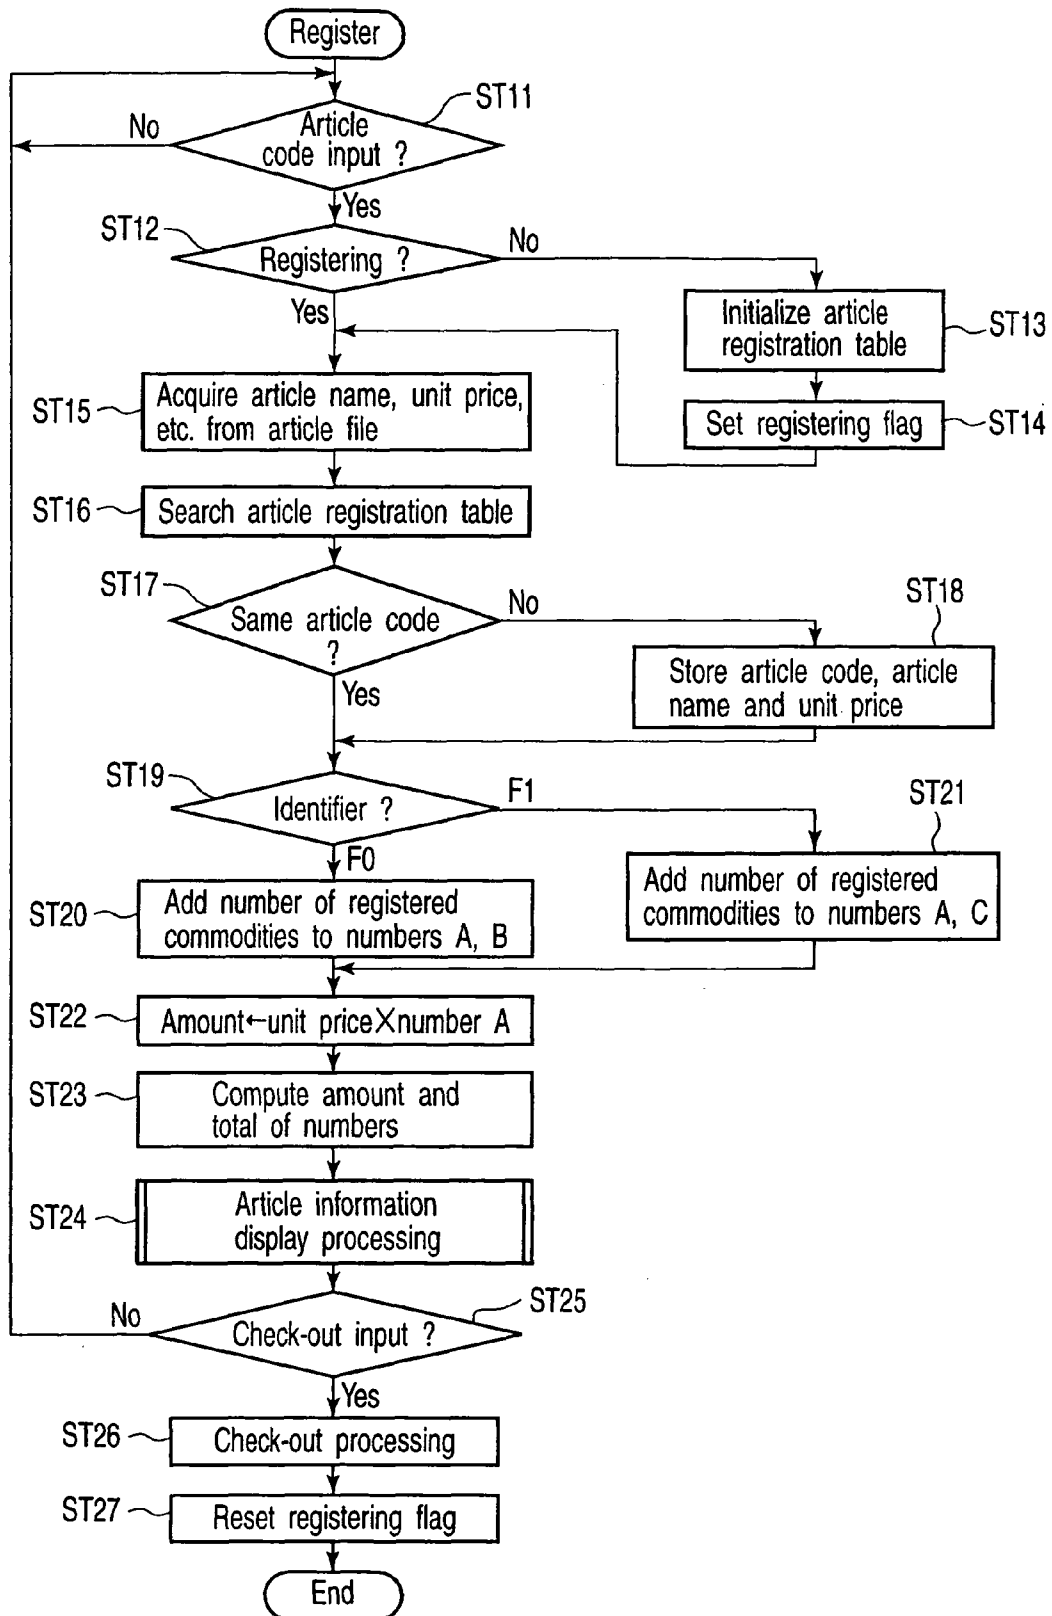 Register
ST11
Article
code input ?
No
Yes
ST12
Registering ?
No
Yes
Initialize article
registration table
ST13
Set registering flag
ST14
ST15
Acquire article name, unit price,
etc. from article file
ST16
Search article registration table
ST17
Same article code
?
No
Yes
ST18
Store article code, article
name and unit price
ST19
Identifier ?
F1
F0
ST21
Add number of registered
commodities to numbers A, C
ST20
Add number of registered
commodities to numbers A, B
ST22
Amount←unit price×number A
ST23
Compute amount and
total of numbers
ST24
Article information
display processing
ST25
Check-out input ?
No
Yes
ST26
Check-out processing
ST27
Reset registering flag
End